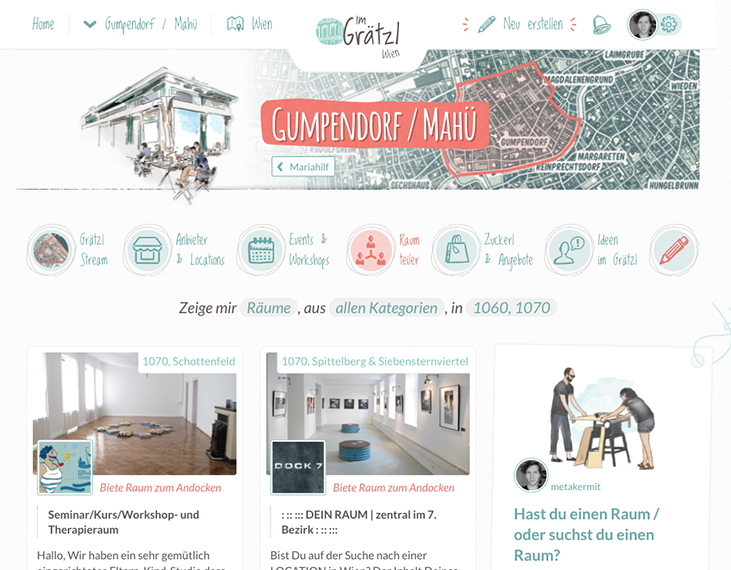 Home
Gumpendorf / Mahü
Wien
Im
Grätzl
Wien
Neu erstellen
LAIMGRUBE
MAGDALENENGRUND
WIEDEN
GUMPENDORF / MAHÜ
GUMPENDORF
MARGARETEN
REINPRECHTSDORF
Mariahilf
SECHSHAUS
HUNGELBRUNN
Grätzl
Stream
Anbieter
& Locations
Events &
Workshops
Raum
teiler
Zuckerl
& Angebote
Ideen
im Grätzl
Zeige mir Räume , aus allen Kategorien , in 1060, 1070
1070, Schottenfeld
Biete Raum zum Andocken
Seminar/Kurs/Workshop- und
Therapieraum
Hallo, Wir haben ein sehr gemütlich
1070, Spittelberg & Siebensternviertel
DOCK 7
Biete Raum zum Andocken
: :: ::: DEIN RAUM | zentral im 7.
Bezirk : :: :::
Bist Du auf der Suche nach einer
metakermit
Hast du einen Raum /
oder suchst du einen
Raum?